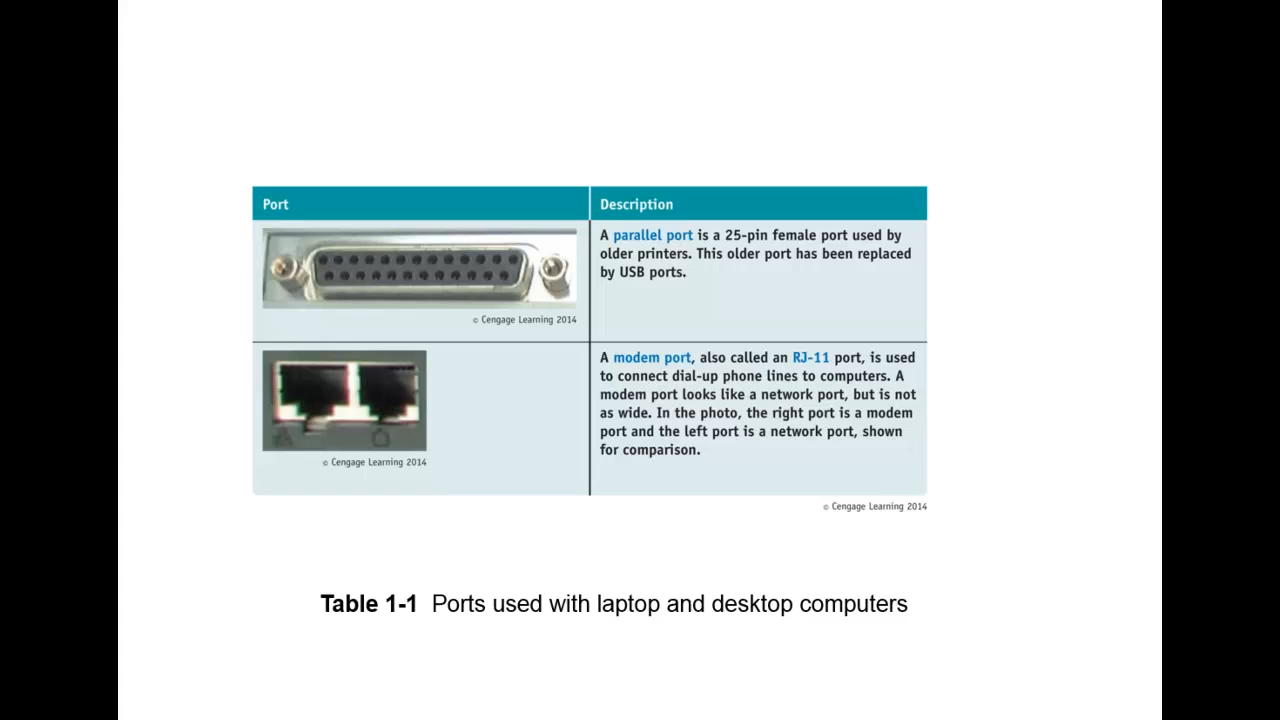 Port
Description
A parallel port is a 25-pin female port used by
older printers. This older port has been replaced
by USB ports.
© Cengage Learning 2014
A modem port, also called an RJ-11 port, is used
to connect dial-up phone lines to computers. A
modem port looks like a network port, but is not
as wide. In the photo, the right port is a modem
port and the left port is a network port, shown
for comparison.
© Cengage Learning 2014
© Cengage Learning 2014
Table 1-1 Ports used with laptop and desktop computers